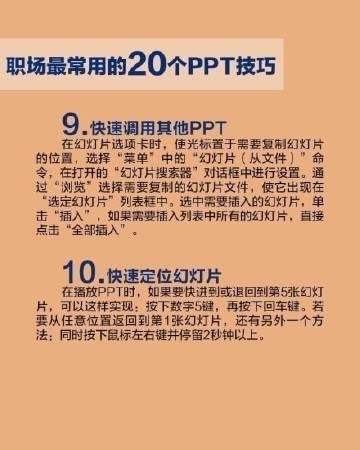 职场最常用的20个PPT技巧
9.快速调用其他PPT
在幻灯片选项卡时，使光标置于需要复制幻灯片
的位置，选择“菜单”中的“幻灯片（从文件）”命
令，在打开的“幻灯片搜索器”对话框中进行设置。通
过“浏览”选择需要复制的幻灯片文件，使它出现在
“选定幻灯片”列表框中。选中需要插入的幻灯片，单
击“插入”，如果需要插入列表中所有的幻灯片，直接
点击“全部插入”。
10.快速定位幻灯片
在播放PPT时，如果要快进到或退回到第5张幻灯
片，可以这样实现：按下数字5键，再按下回车键。若
要从任意位置返回到第1张幻灯片，还有另外一个方
法：同时按下鼠标左右键并停留2秒钟以上。